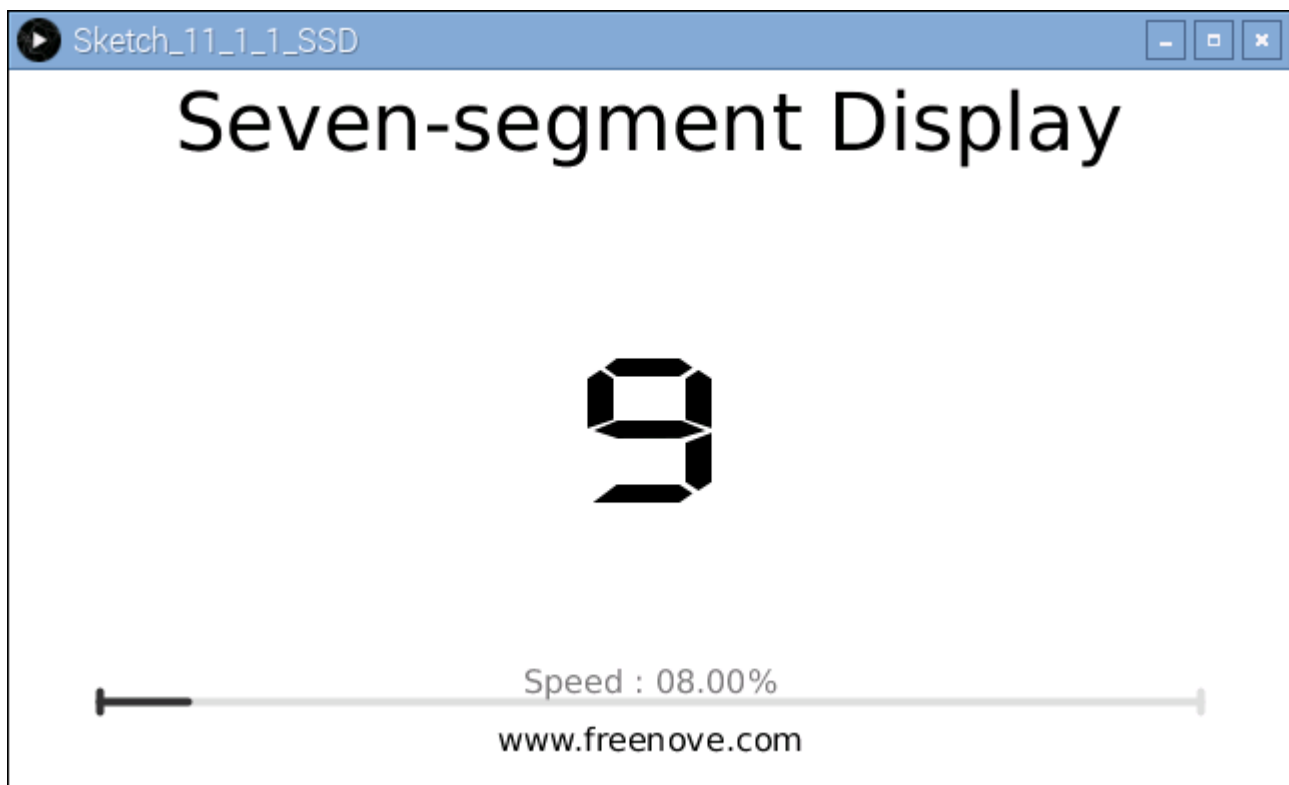 Sketch_11_1_1_SSD
Seven-segment Display
9
Speed : 08.00%
www.freenove.com